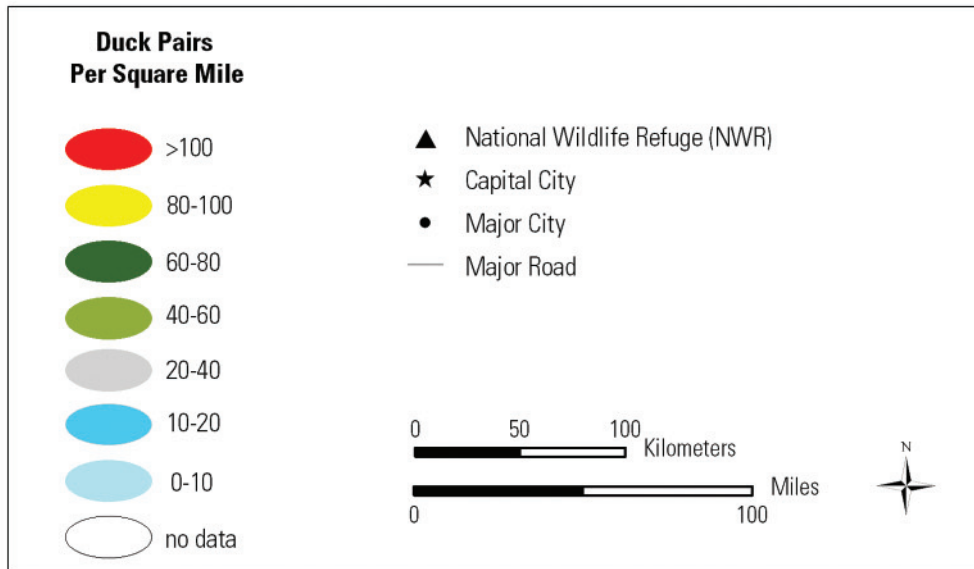 Duck Pairs
Per Square Mile
>100
80-100
60-80
40-60
20-40
10-20
0-10
no data
National Wildlife Refuge (NWR)
Capital City
Major City
Major Road
0 50 100
Kilometers
Miles
0 100
N